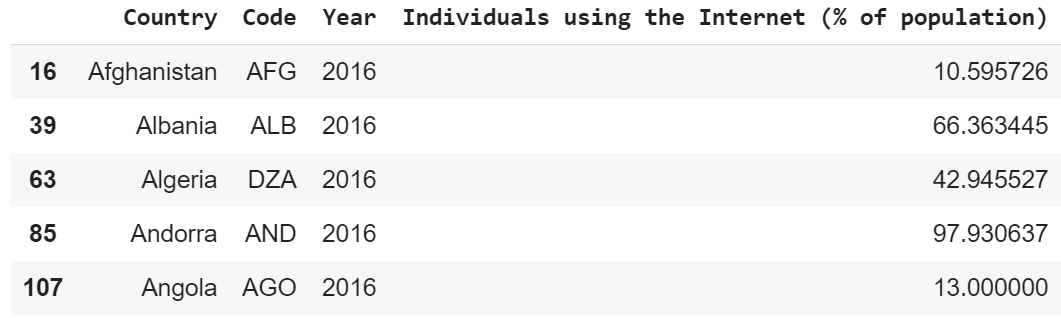 Country Code Year Individuals using the Internet (% of population)
16 Afghanistan AFG 2016 10.595726
39 Albania ALB 2016 66.363445
63 Algeria DZA 2016 42.945527
85 Andorra AND 2016 97.930637
107 Angola AGO 2016 13.000000